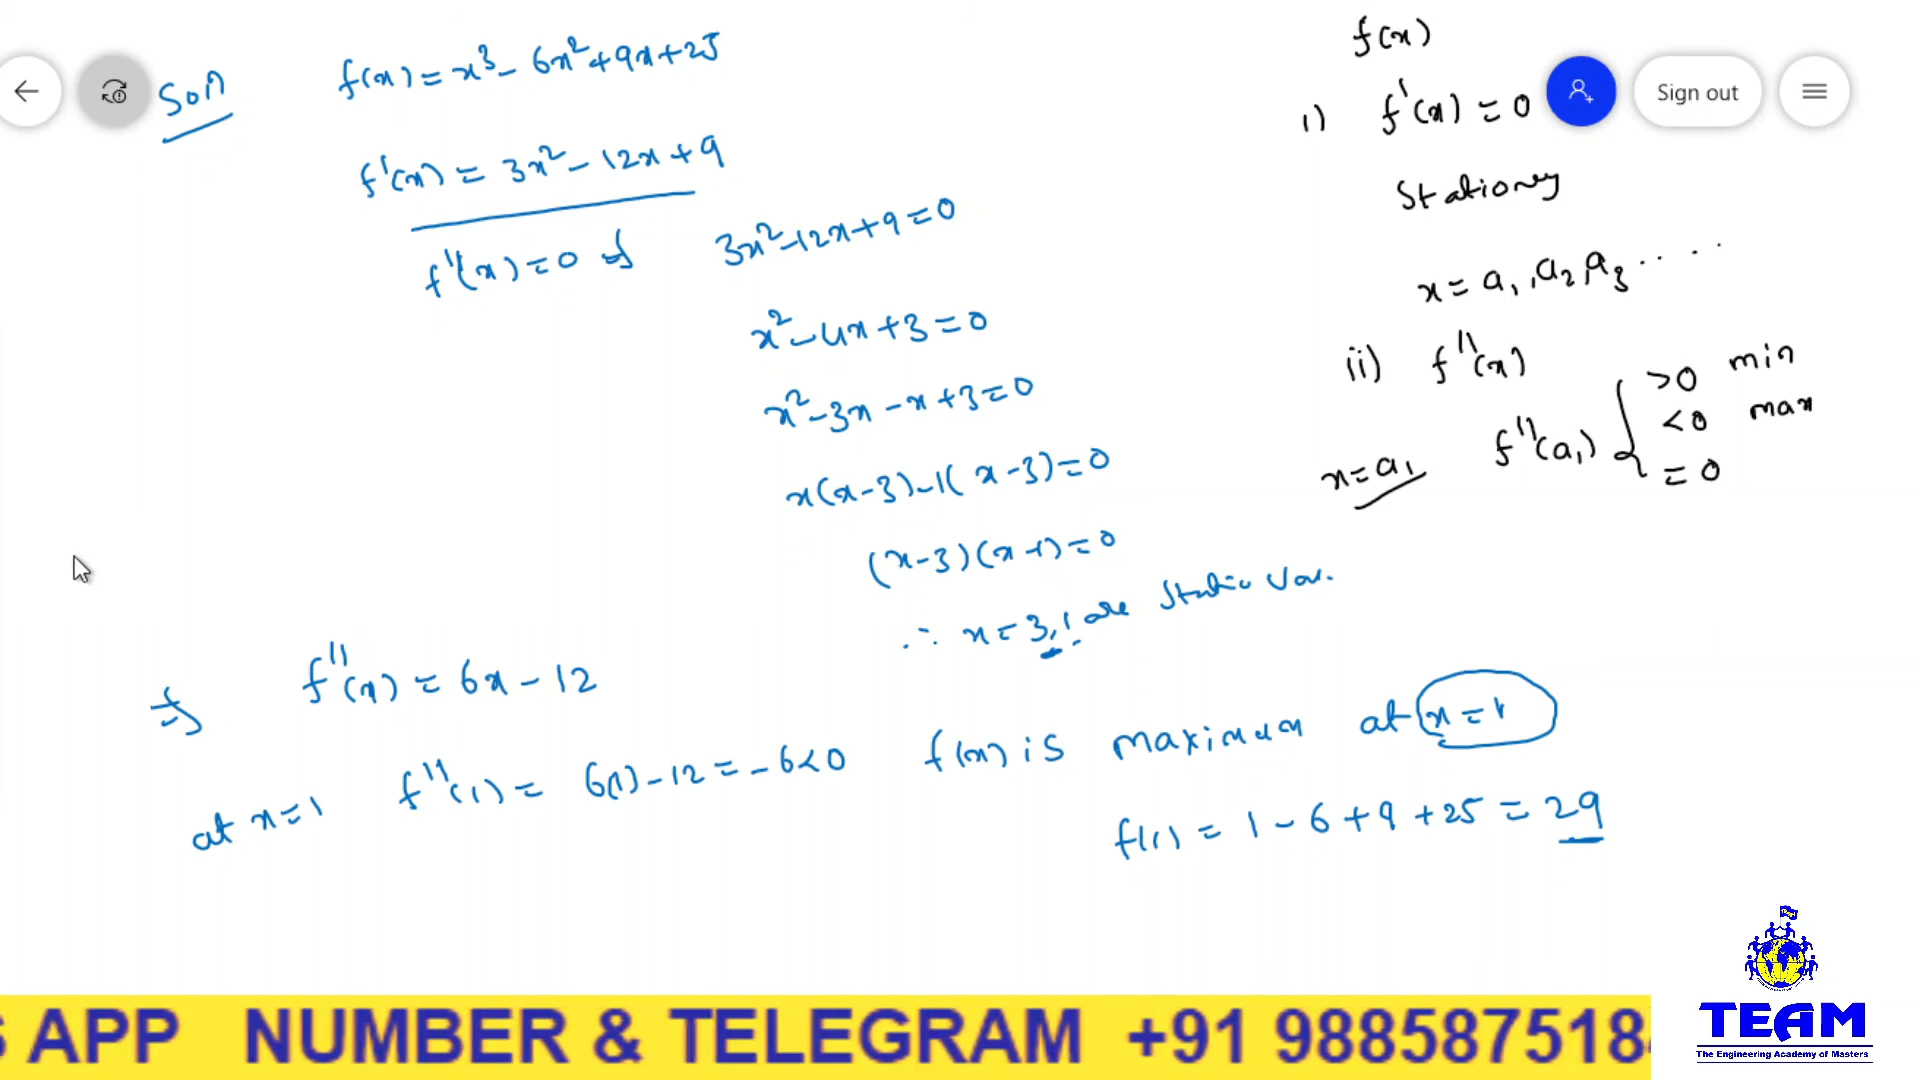 Soln
f(x) = x³ - 6x² + 9x + 25
f'(x) = 3x² - 12x + 9
f'(x) = 0 ⇒ 3x² - 12x + 9 = 0
x² - 4x + 3 = 0
x² - 3x - x + 3 = 0
x(x-3) - 1(x-3) = 0
(x-3)(x-1) = 0
∴ x = 3, 1 are Static var.
⇒ f''(x) = 6x - 12
at x = 1 f''(1) = 6(1) - 12 = -6 < 0 f(x) is maximum at x = 1
f(1) = 1 - 6 + 9 + 25 = 29
f(x)
i) f'(x) = 0
Stationary
x = a₁, a₂, a₃ .....
ii) f''(x)
x = a₁ f''(a₁) { > 0 min
< 0 max
= 0
Sign out
S APP NUMBER & TELEGRAM +91 988587518
TEAM
The Engineering Academy of Masters